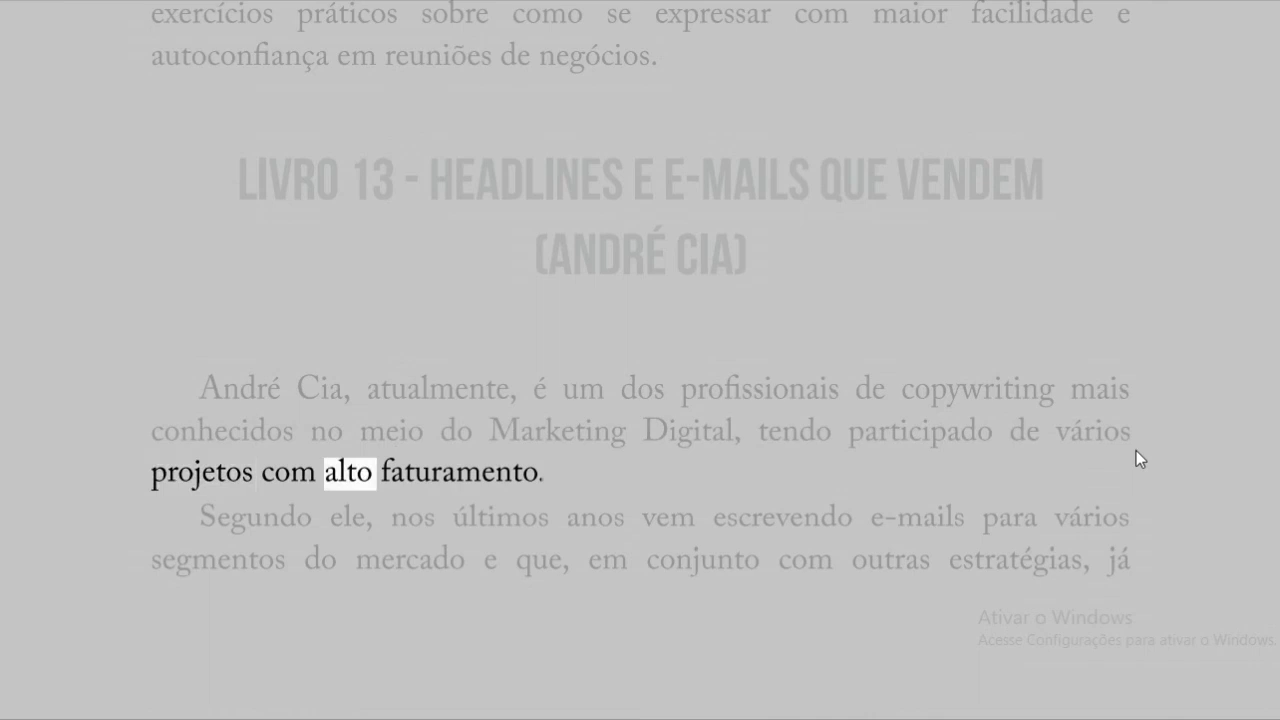 exercícios práticos sobre como se expressar com maior facilidade e
autoconfiança em reuniões de negócios.
LIVRO 13 - HEADLINES E E-MAILS QUE VENDEM
(ANDRÉ CIA)
André Cia, atualmente, é um dos profissionais de copywriting mais
conhecidos no meio do Marketing Digital, tendo participado de vários
projetos com alto faturamento.
Segundo ele, nos últimos anos vem escrevendo e-mails para vários
segmentos do mercado e que, em conjunto com outras estratégias, já
Ativar o Windows
Acesse Configurações para ativar o Windows.